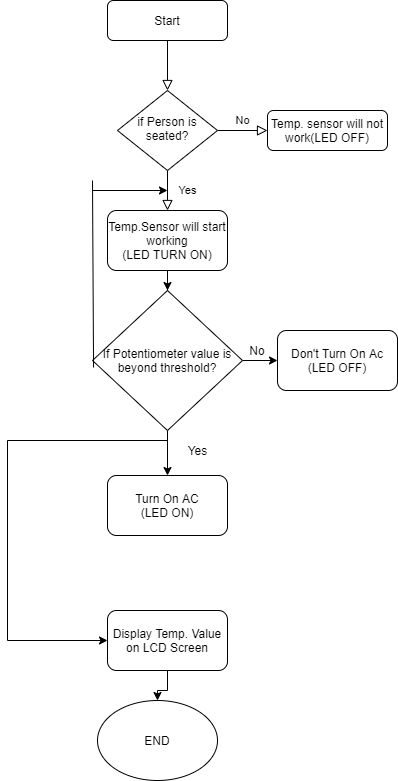 Start
if Person is
seated?
No
Temp. sensor will not
work(LED OFF)
Yes
Temp.Sensor will start
working
(LED TURN ON)
If Potentiometer value is
beyond threshold?
No
Don't Turn On Ac
(LED OFF)
Yes
Turn On AC
(LED ON)
Display Temp. Value
on LCD Screen
END